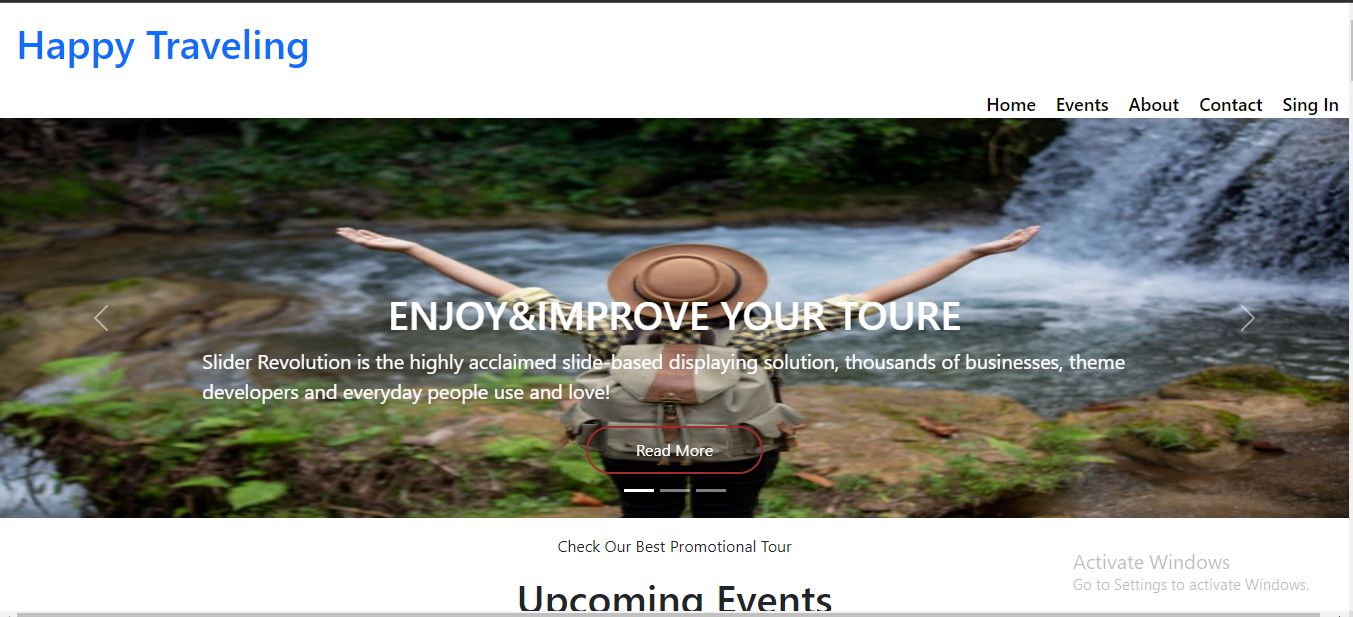 Happy Traveling
Home Events About Contact Sing In
ENJOY&IMPROVE YOUR TOURE
Slider Revolution is the highly acclaimed slide-based displaying solution, thousands of businesses, theme
developers and everyday people use and love!
Read More
Check Our Best Promotional Tour
Activate Windows
Go to Settings to activate Windows.
Upcoming Events